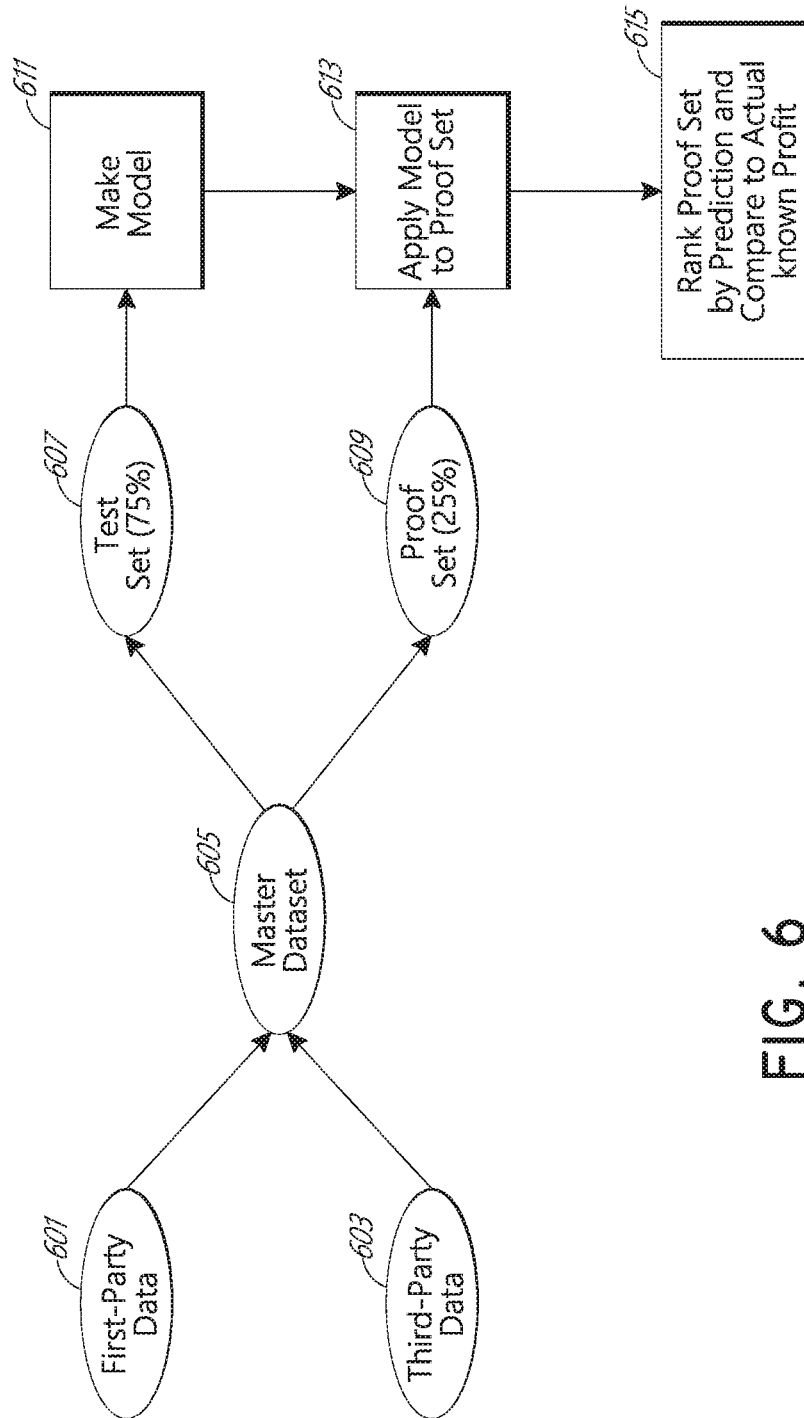 601
First-Party
Data
603
Third-Party
Data
605
Master
Dataset
607
Test
Set (75%)
609
Proof
Set (25%)
611
Make
Model
613
Apply Model
to Proof Set
615
Rank Proof Set
by Prediction and
Compare to Actual
known Profit
FIG. 6